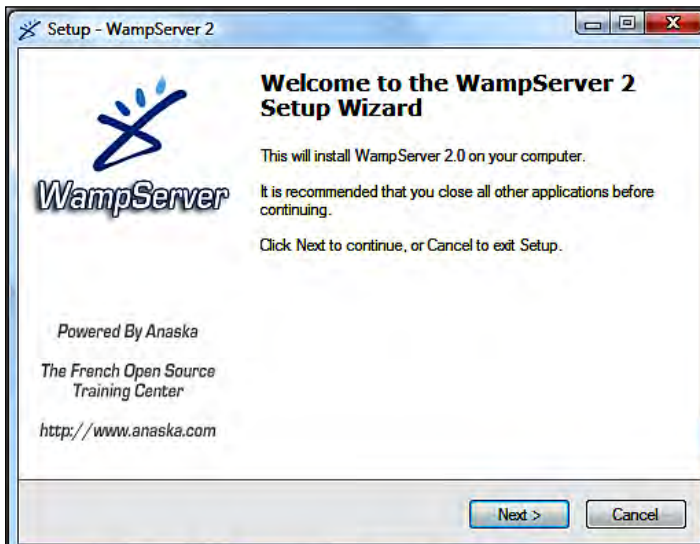 Setup - WampServer 2
Welcome to the WampServer 2
Setup Wizard
This will install WampServer 2.0 on your computer.
It is recommended that you close all other applications before
continuing.
Click Next to continue, or Cancel to exit Setup.
WampServer
Powered By Anaska
The French Open Source
Training Center
http://www.anaska.com
Next >
Cancel